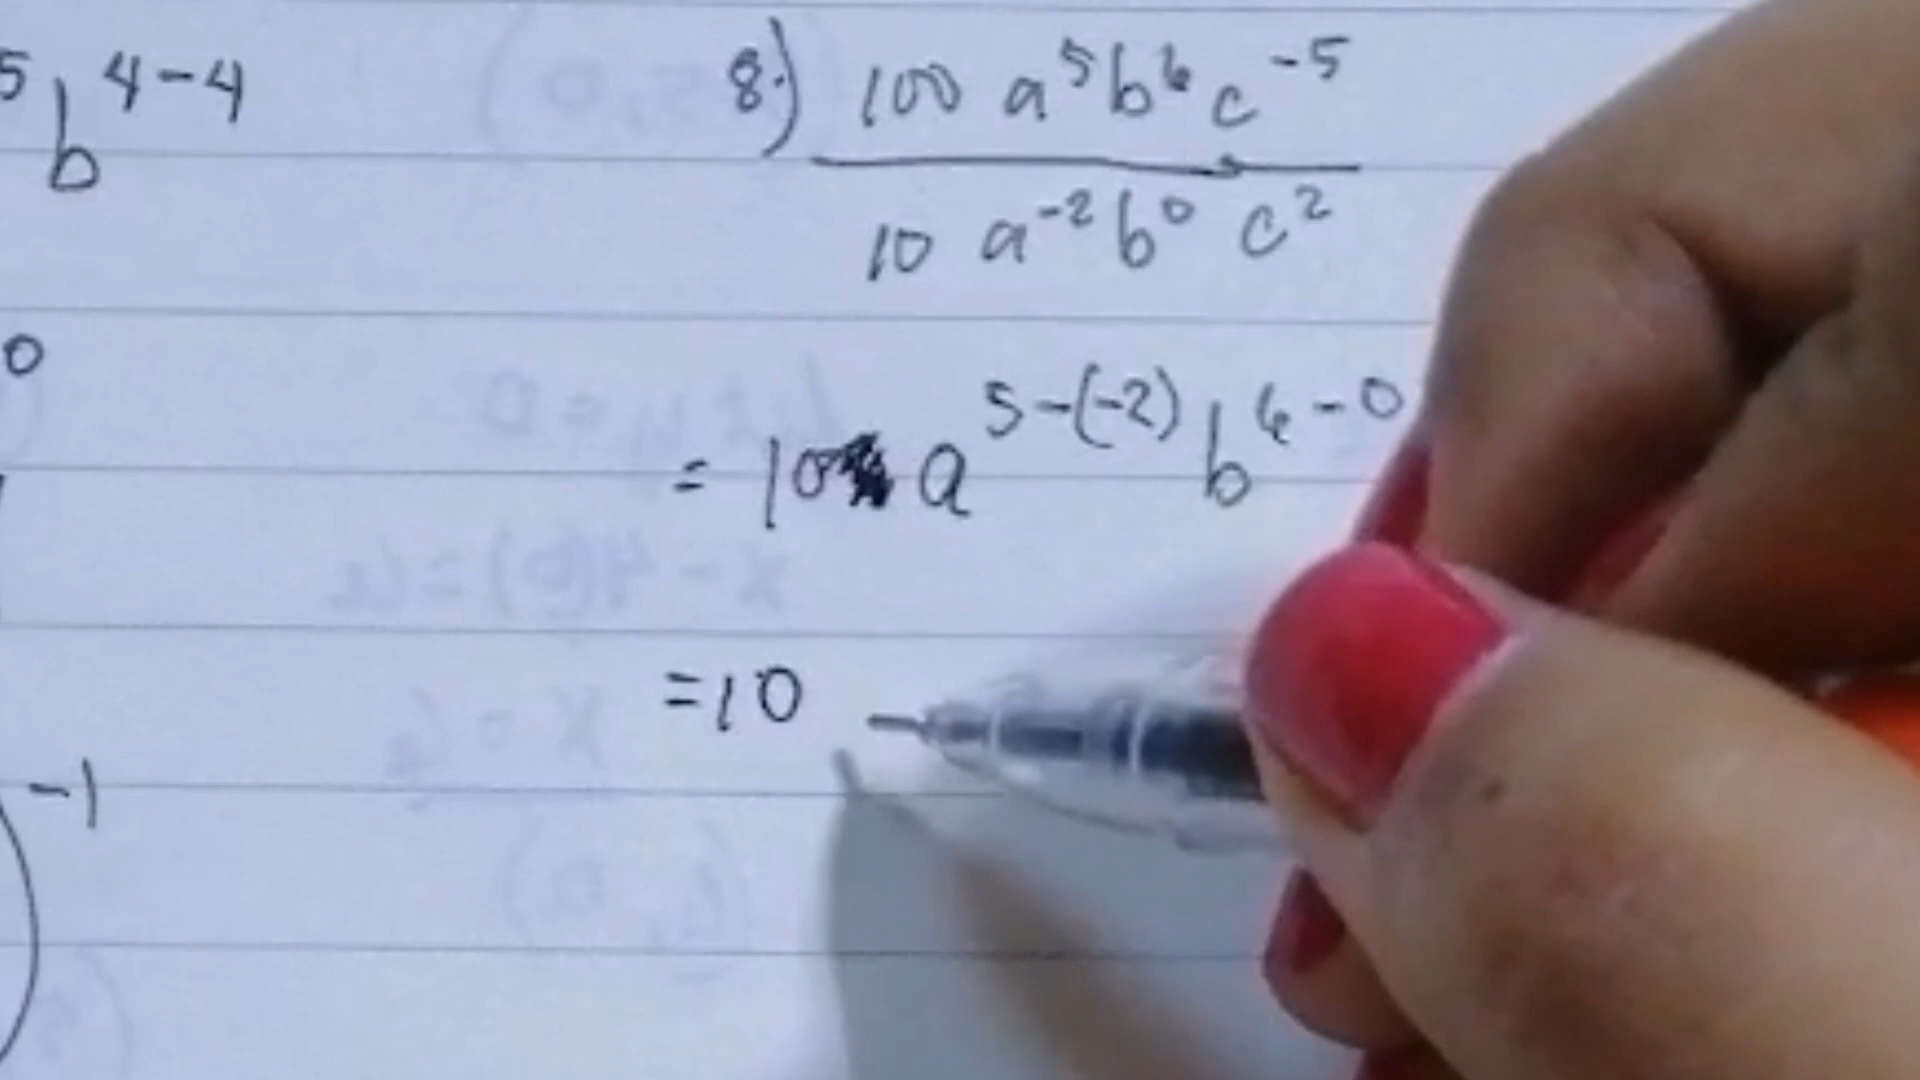 5 b^{4-4}
0
-1
8.) \frac{100 a^5 b^6 c^{-5}}{10 a^{-2} b^0 c^2}
= 10 a^{5-(-2)} b^{6-0}
= 10